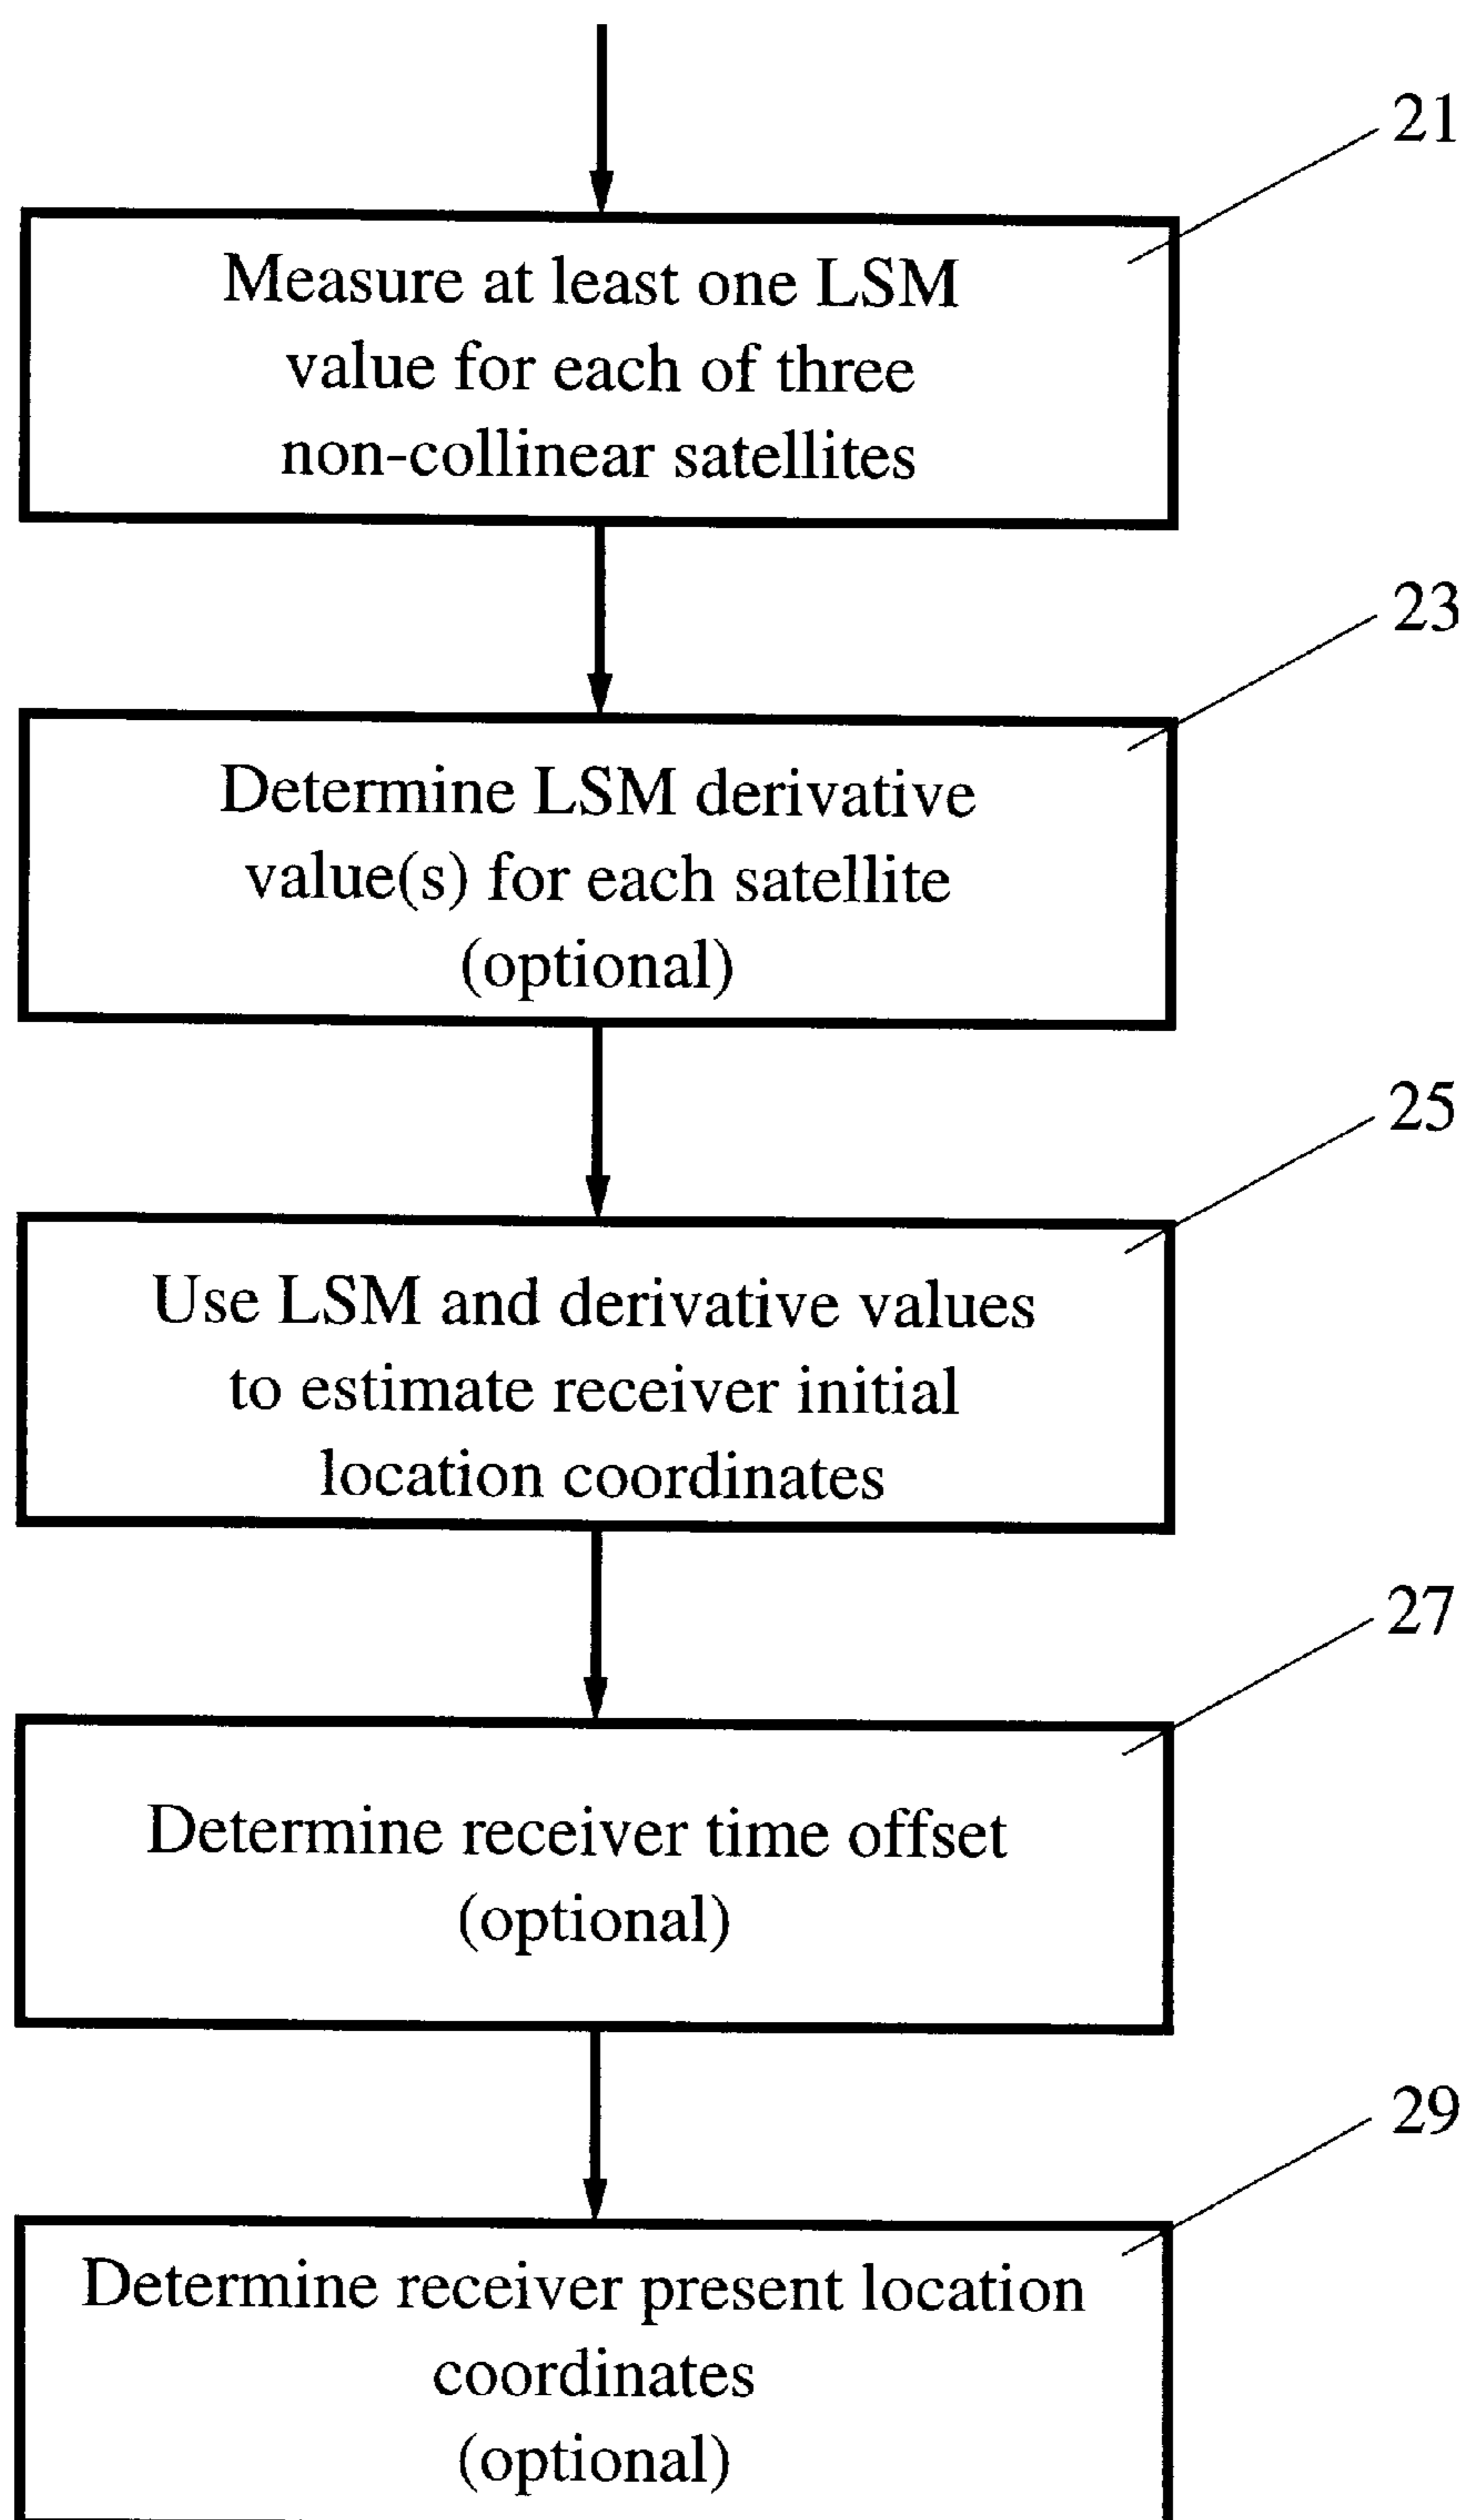 21
Measure at least one LSM
value for each of three
non-collinear satellites
23
Determine LSM derivative
value(s) for each satellite
(optional)
25
Use LSM and derivative values
to estimate receiver initial
location coordinates
27
Determine receiver time offset
(optional)
29
Determine receiver present location
coordinates
(optional)